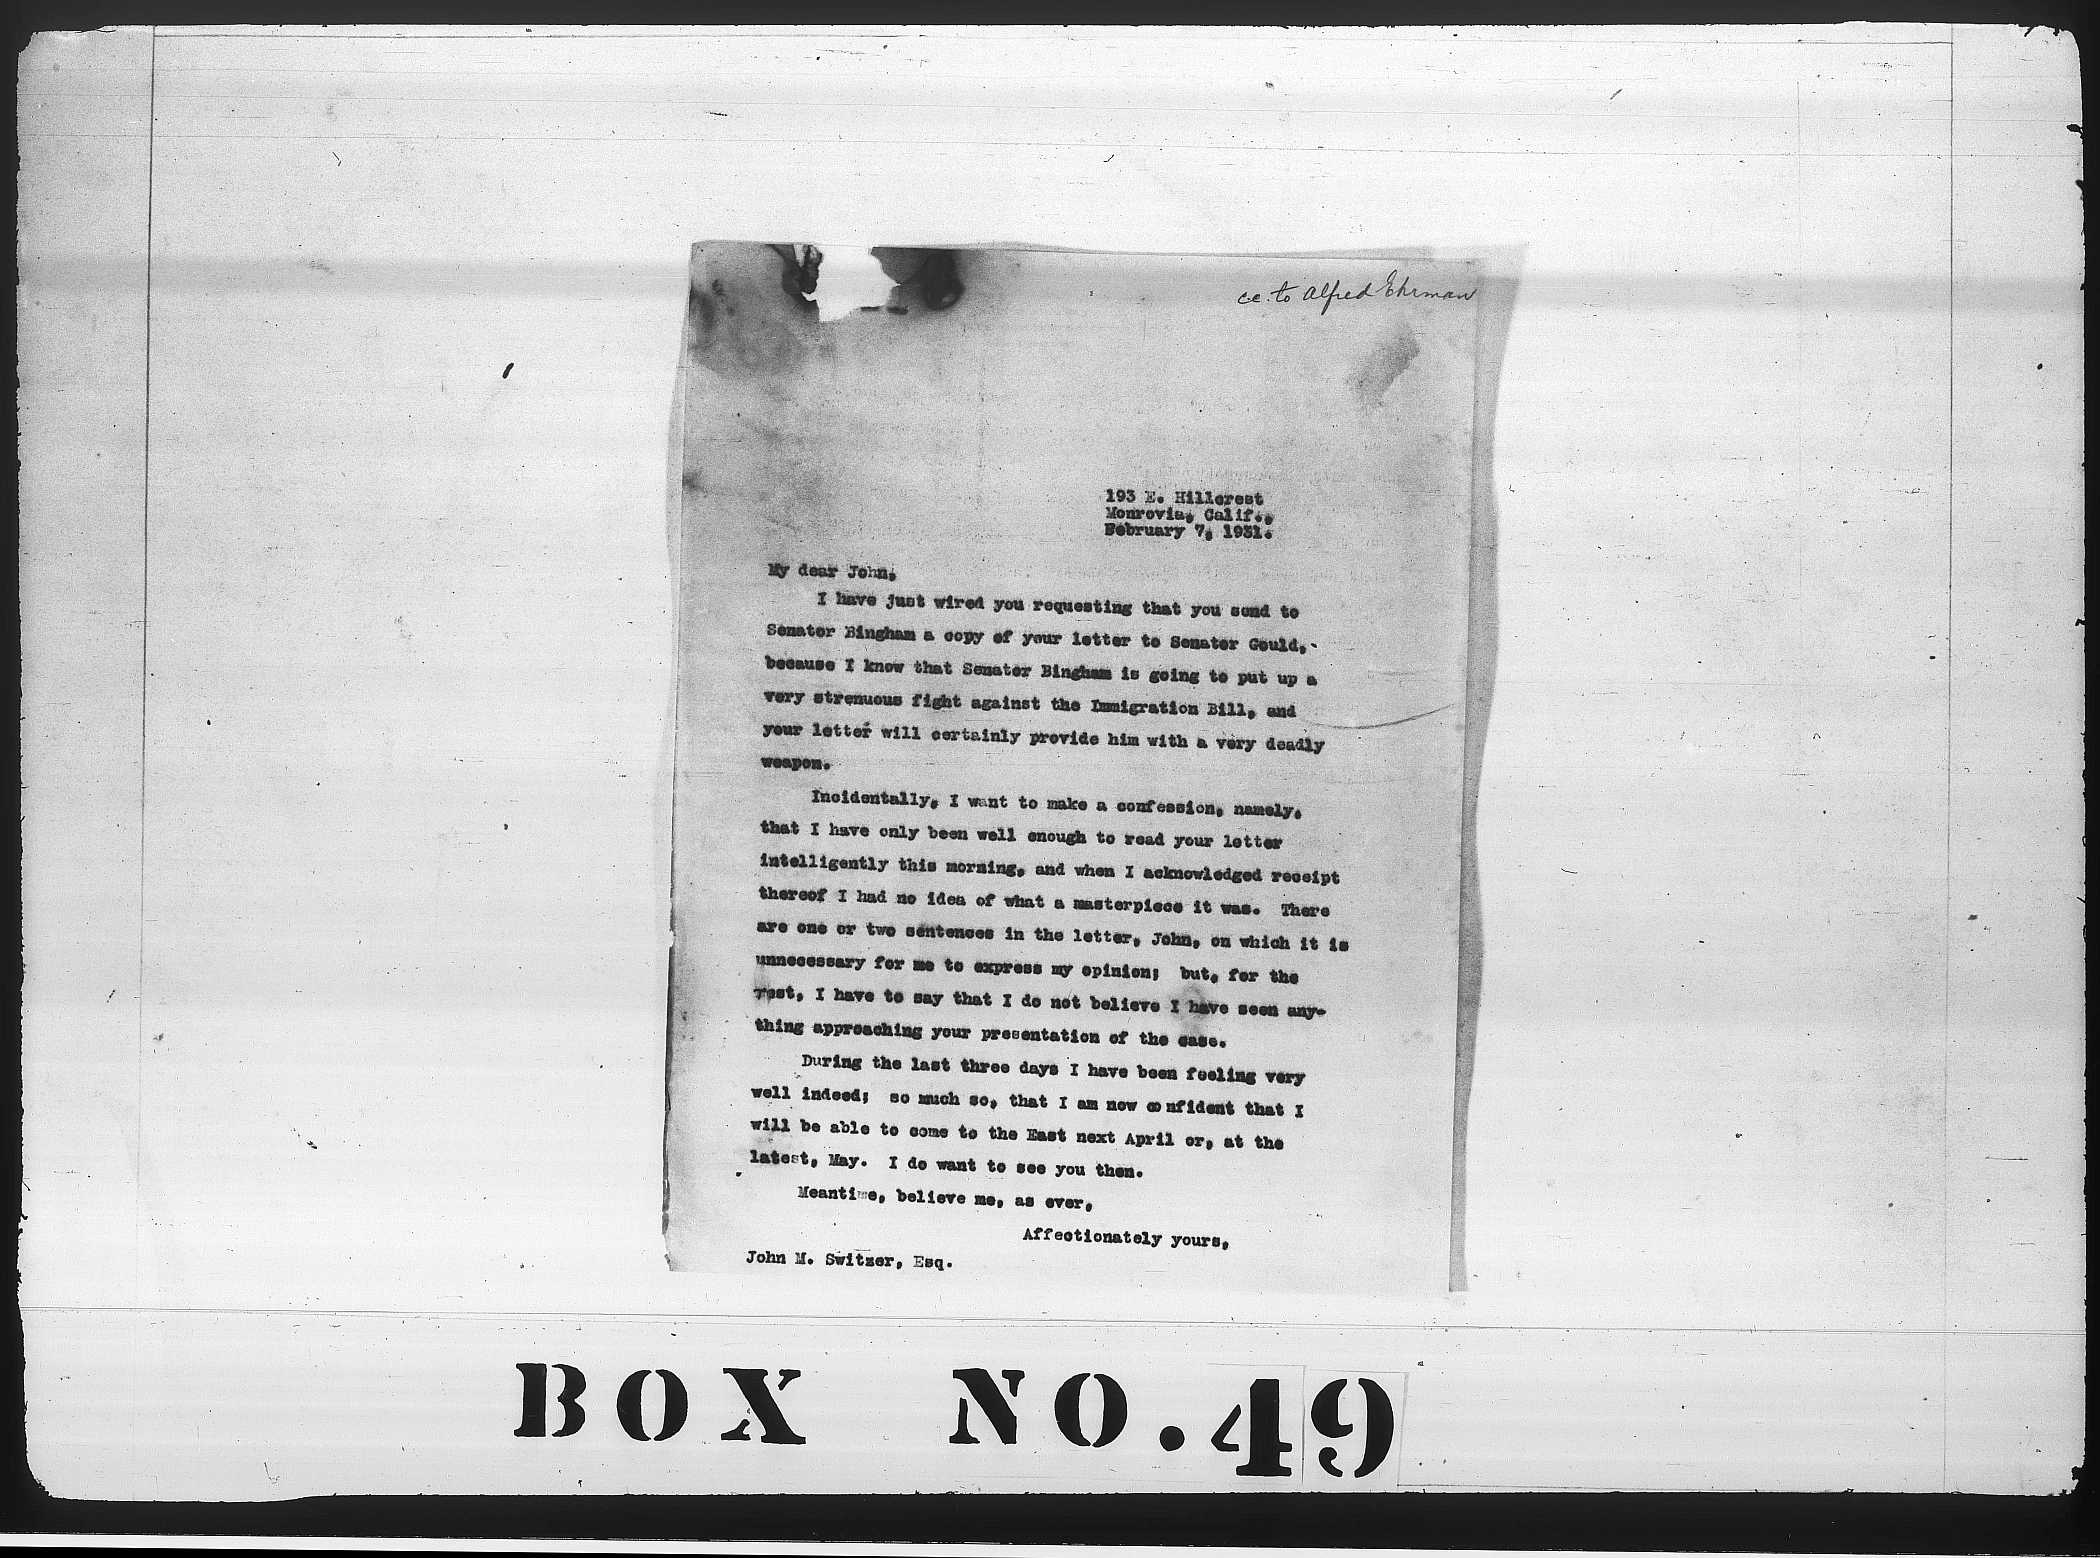 cc. to Alfred Ehrman
193 E. Hillcrest
Monrovia, Calif.,
February 7, 1931.
My dear John,
I have just wired you requesting that you send to
Senator Bingham a copy of your letter to Senator Gould,
because I know that Senator Bingham is going to put up a
very strenuous fight against the Immigration Bill, and
your letter will certainly provide him with a very deadly
weapon.
Incidentally, I want to make a confession, namely,
that I have only been well enough to read your letter
intelligently this morning, and when I acknowledged receipt
thereof I had no idea of what a masterpiece it was. There
are one or two sentences in the letter, John, on which it is
unnecessary for me to express my opinion; but, for the
rest, I have to say that I do not believe I have seen any-
thing approaching your presentation of the case.
During the last three days I have been feeling very
well indeed; so much so, that I am now confident that I
will be able to come to the East next April or, at the
latest, May. I do want to see you then.
Meantime, believe me, as ever,
Affectionately yours,
John M. Switzer, Esq.
BOX NO. 49